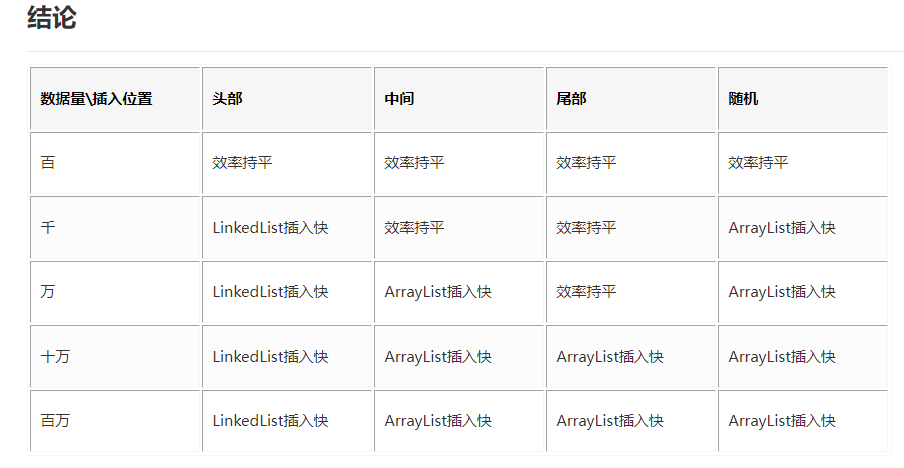 结论
数据量\插入位置 头部 中间 尾部 随机
百 效率持平 效率持平 效率持平 效率持平
千 LinkedList插入快 效率持平 效率持平 ArrayList插入快
万 LinkedList插入快 ArrayList插入快 效率持平 ArrayList插入快
十万 LinkedList插入快 ArrayList插入快 ArrayList插入快 ArrayList插入快
百万 LinkedList插入快 ArrayList插入快 ArrayList插入快 ArrayList插入快